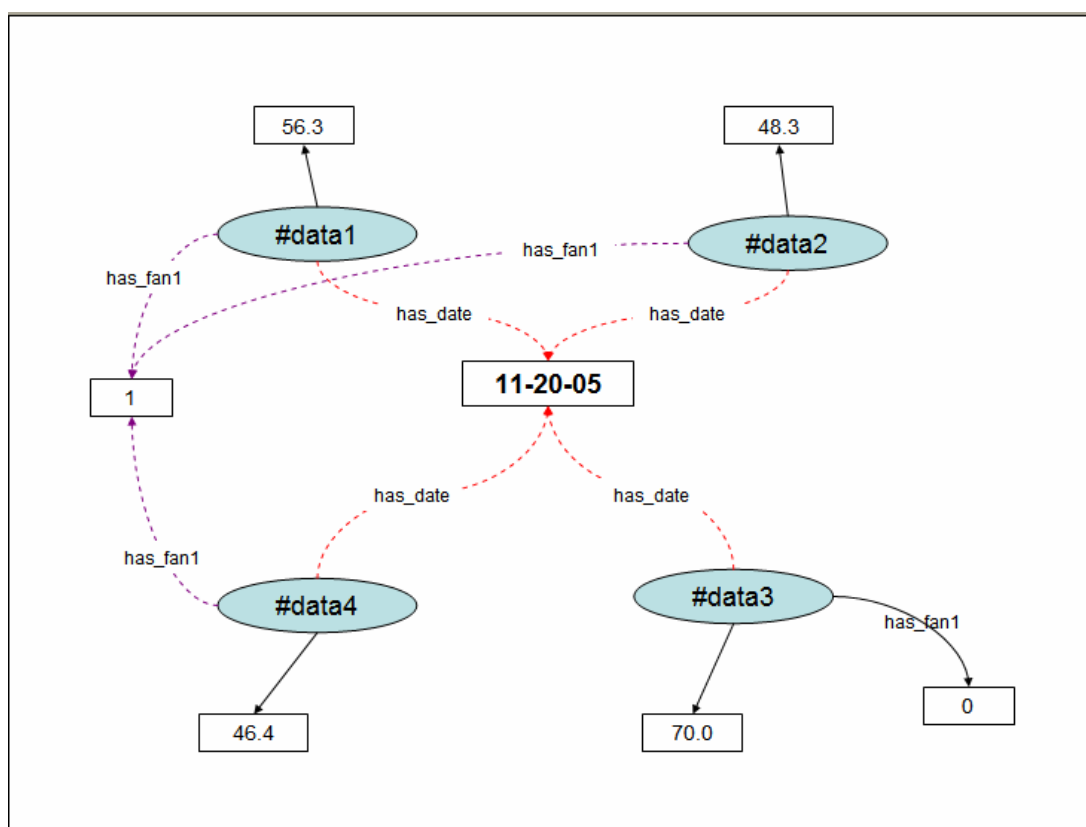 56.3
48.3
#data1
#data2
has_fan1
has_fan1
has_date
has_date
11-20-05
1
has_date
has_date
has_fan1
#data4
#data3
has_fan1
46.4
70.0
0